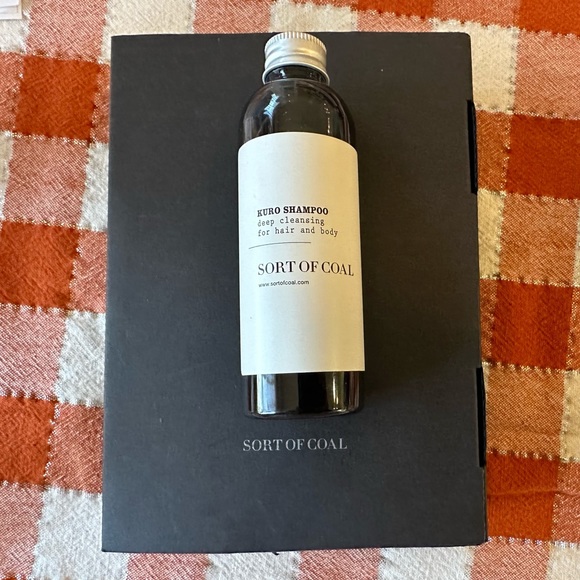 KURO SHAMPOO
deep cleansing
for hair and body
SORT OF COAL
www.sortofcoal.com
SORT OF COAL